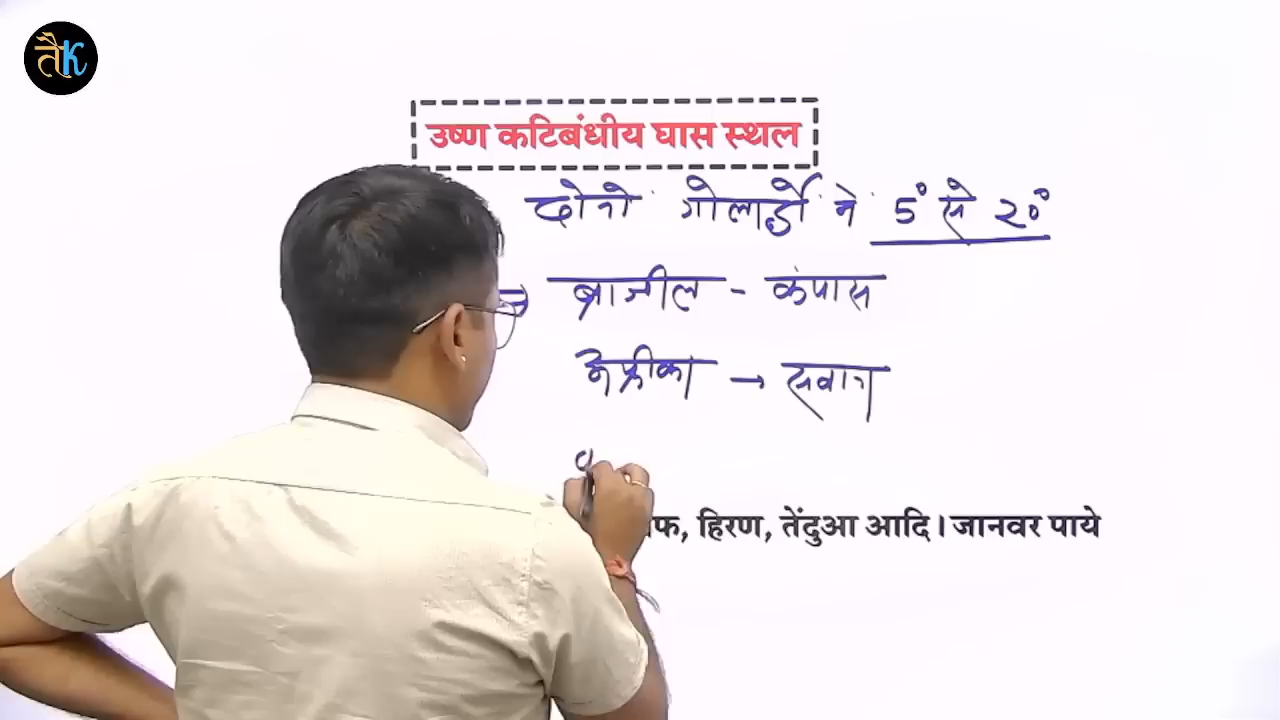 तैK
उष्ण कटिबंधीय घास स्थल
दोनो गोलार्द्धो ने 5° से 20°
⇒ ब्राजील - कंपास
अफ्रीका → सवाना
हिरण, तेंदुआ आदि। जानवर पाये